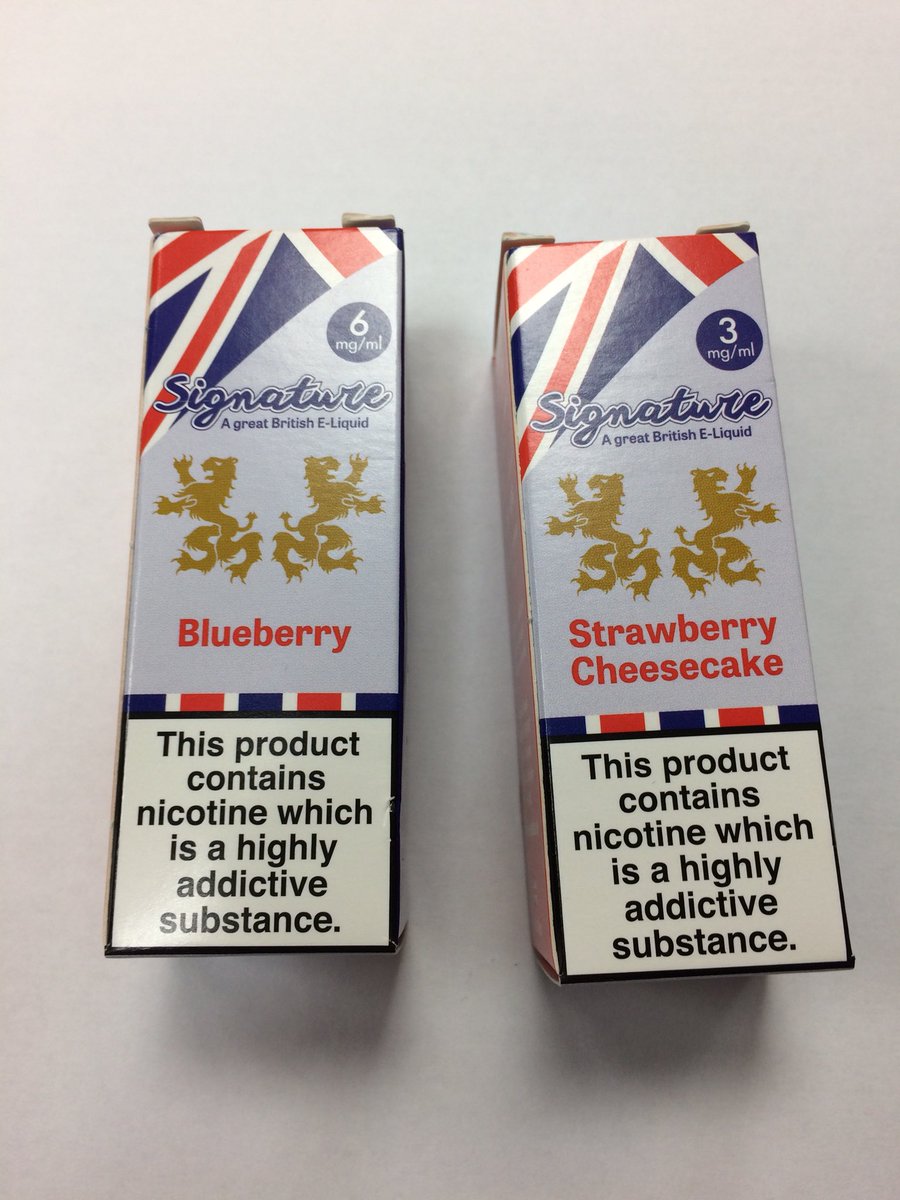 6
mg/ml
Signature
A great British E-Liquid
Blueberry
This product
contains
nicotine which
is a highly
addictive
substance.
3
mg/ml
Signature
A great British E-Liquid
Strawberry
Cheesecake
This product
contains
nicotine which
is a highly
addictive
substance.